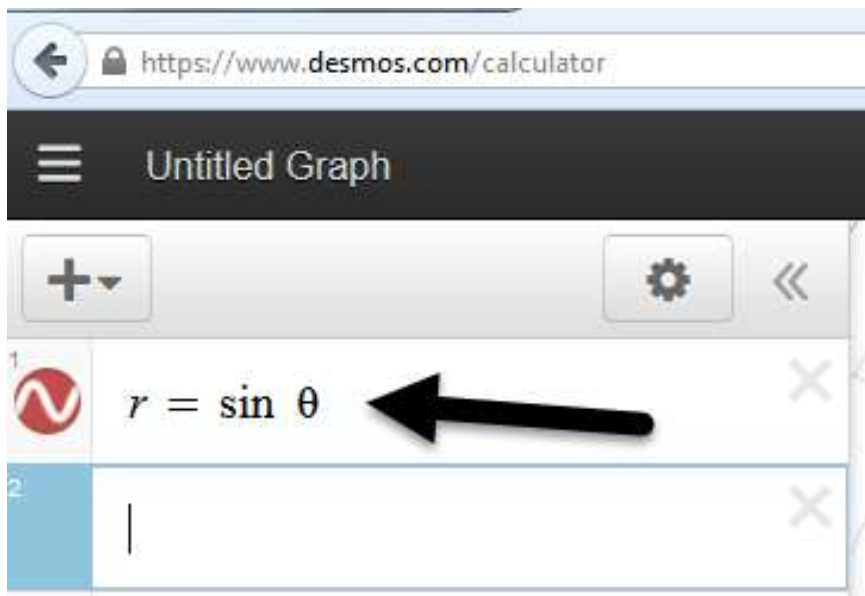 https://www.desmos.com/calculator
Untitled Graph
1
r = sin θ
2